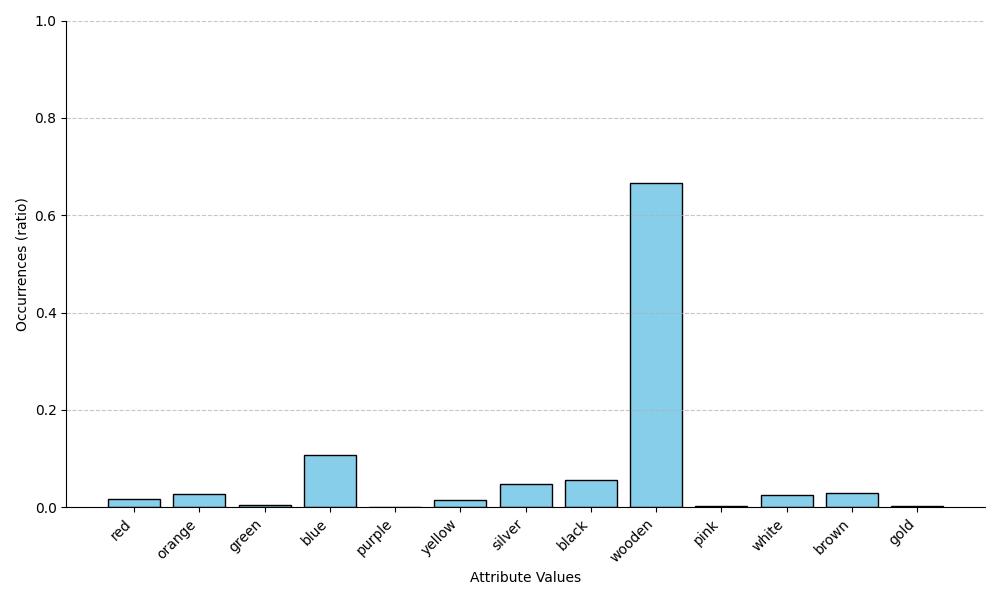 1.0
0.8
0.6
0.4
0.2
0.0
Occurrences (ratio)
red
orange
green
blue
purple
yellow
silver
black
wooden
pink
white
brown
gold
Attribute Values